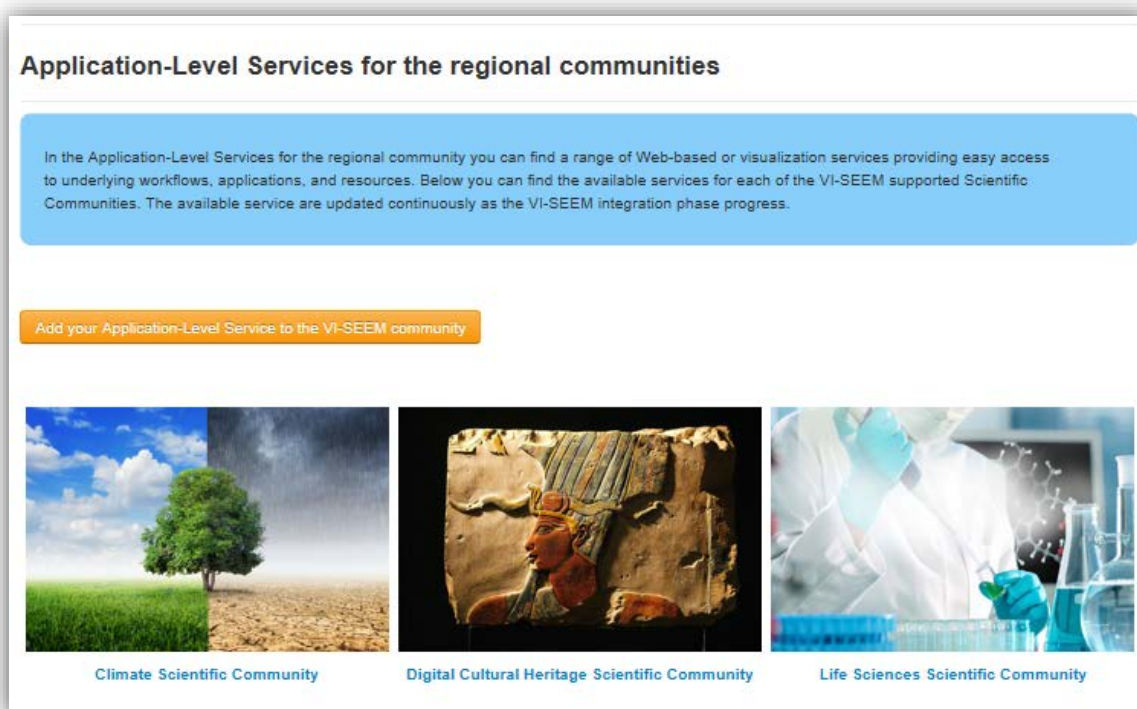 Application-Level Services for the regional communities
In the Application-Level Services for the regional community you can find a range of Web-based or visualization services providing easy access
to underlying workflows, applications, and resources. Below you can find the available services for each of the VI-SEEM supported Scientific
Communities. The available service are updated continuously as the VI-SEEM integration phase progress.
Add your Application-Level Service to the VI-SEEM community
Climate Scientific Community
Digital Cultural Heritage Scientific Community
Life Sciences Scientific Community